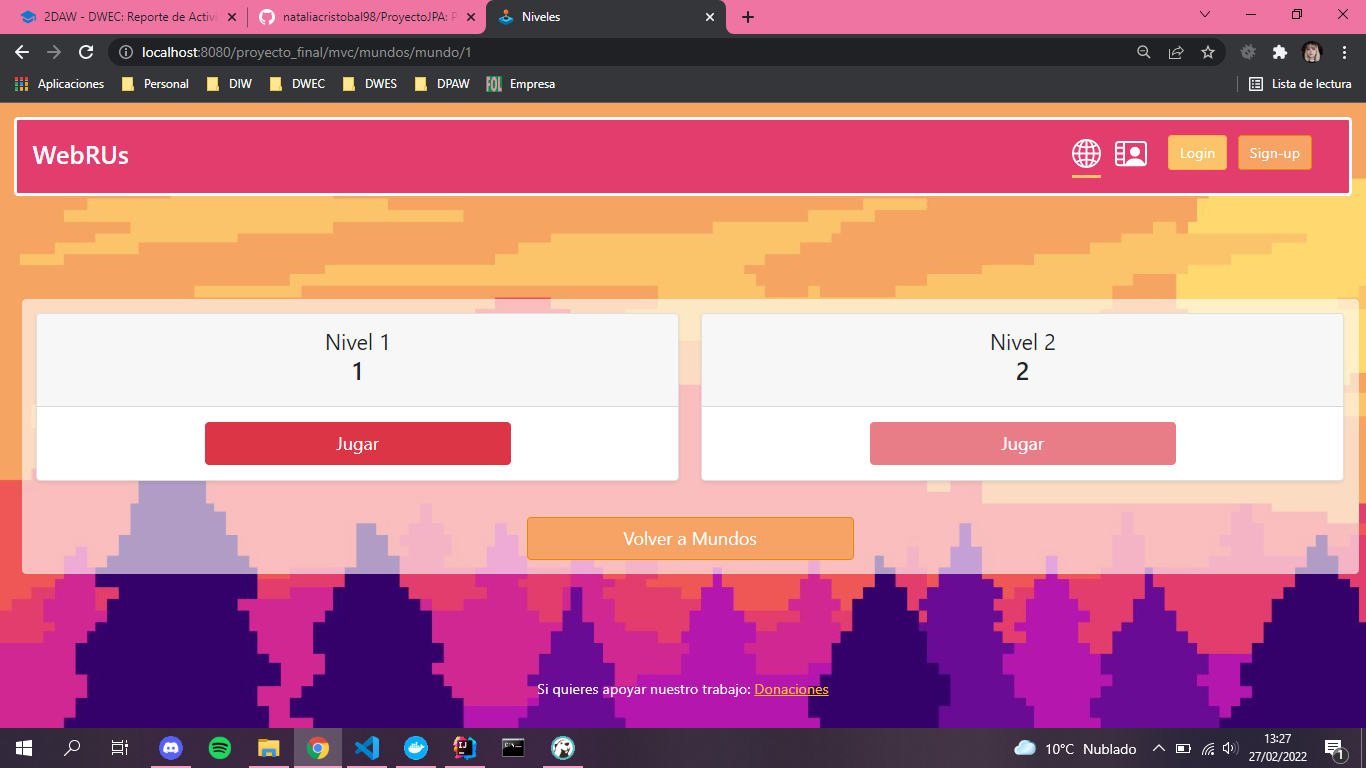 2DAW - DWEC: Reporte de Activi
nataliacristobal98/ProyectoJPA: P
Niveles
localhost:8080/proyecto_final/mvc/mundos/mundo/1
Aplicaciones Personal DIW DWEC DWES DPAW FOL Empresa Lista de lectura
WebRUs Login Sign-up
Nivel 1
1
Jugar
Nivel 2
2
Jugar
Volver a Mundos
Si quieres apoyar nuestro trabajo: Donaciones
10°C Nublado
13:27
27/02/2022
1